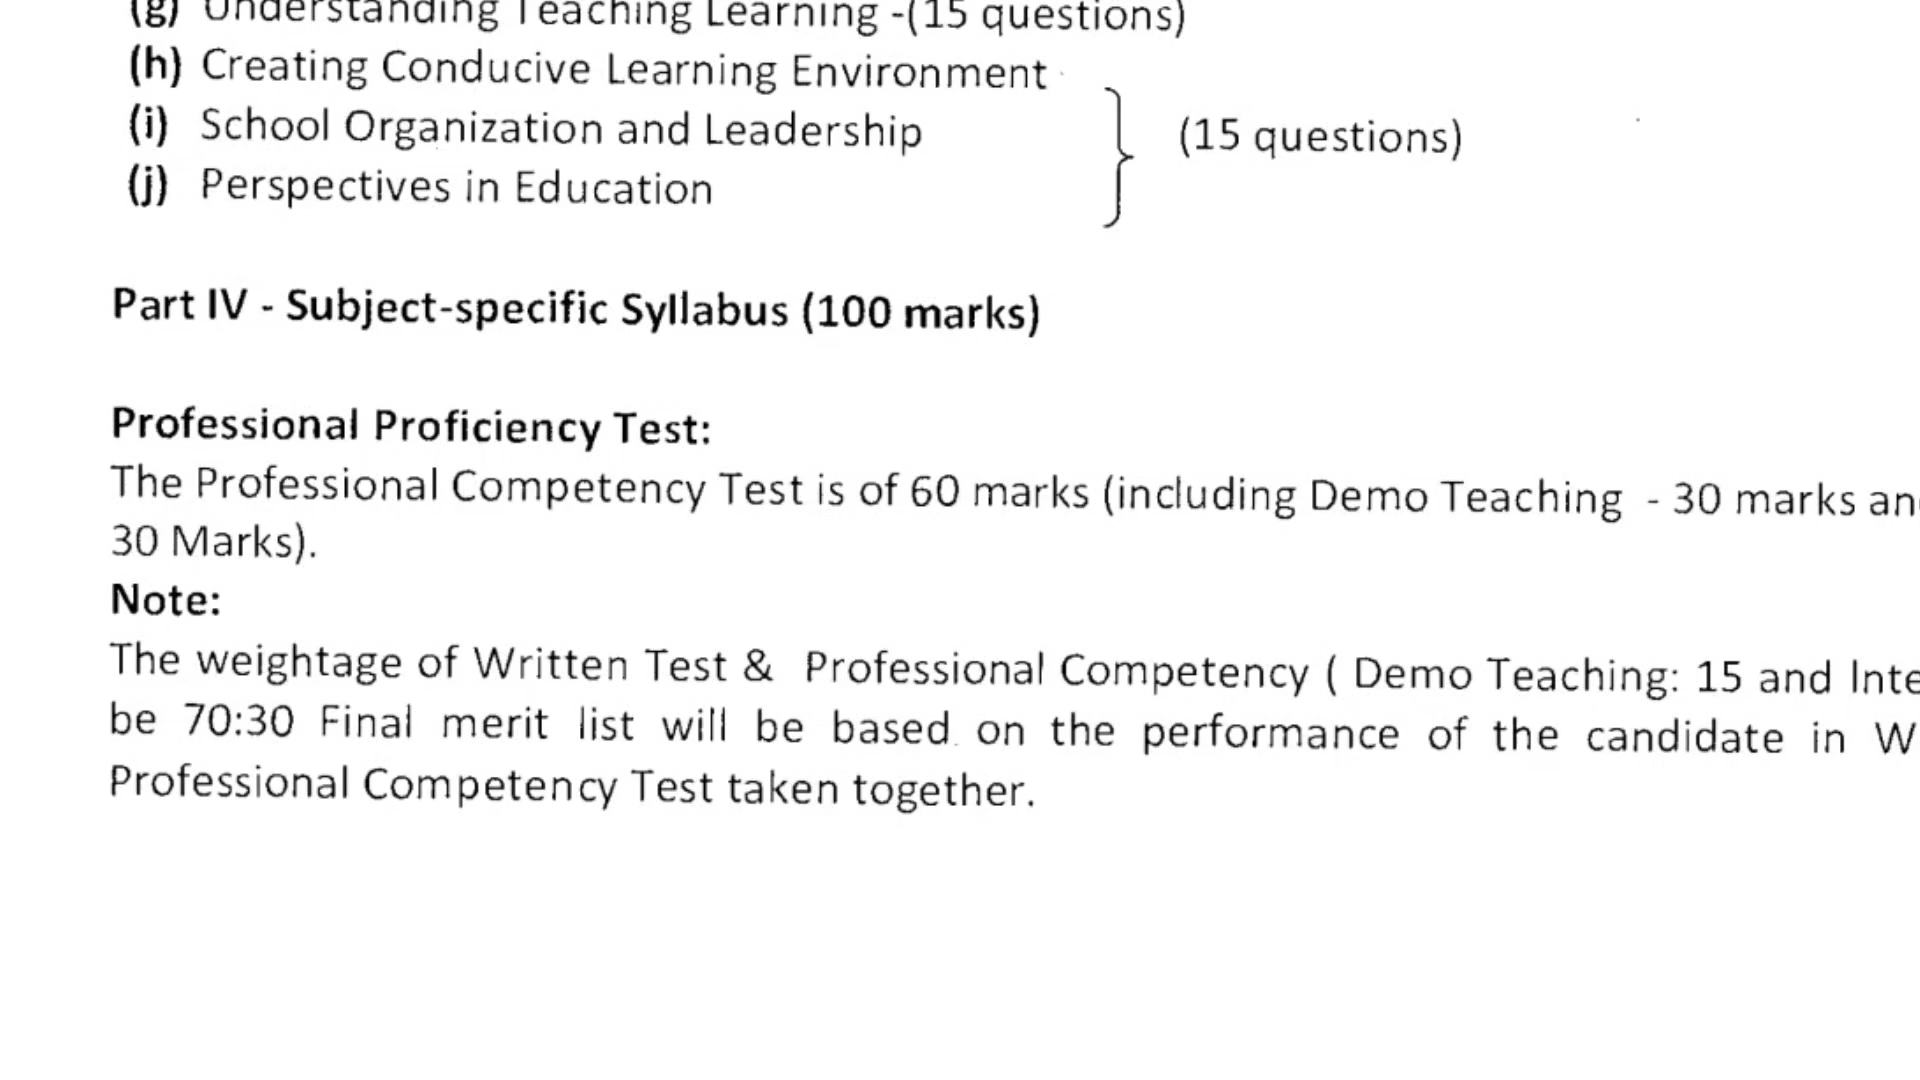 (g) Understanding Teaching Learning -(15 questions)
(h) Creating Conducive Learning Environment
(i) School Organization and Leadership
(15 questions)
(j) Perspectives in Education
Part IV - Subject-specific Syllabus (100 marks)
Professional Proficiency Test:
The Professional Competency Test is of 60 marks (including Demo Teaching - 30 marks
30 Marks).
Note:
The weightage of Written Test & Professional Competency ( Demo Teaching: 15 and
be 70:30 Final merit list will be based on the performance of the candidate in
Professional Competency Test taken together.